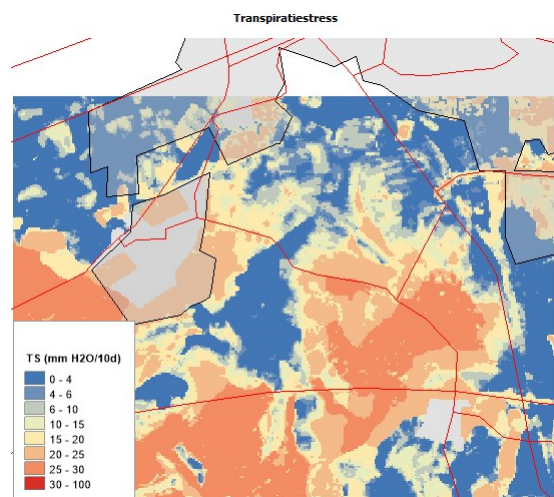 Transpiratiestress
TS (mm H2O/10d)
0 - 4
4 - 6
6 - 10
10 - 15
15 - 20
20 - 25
25 - 30
30 - 100